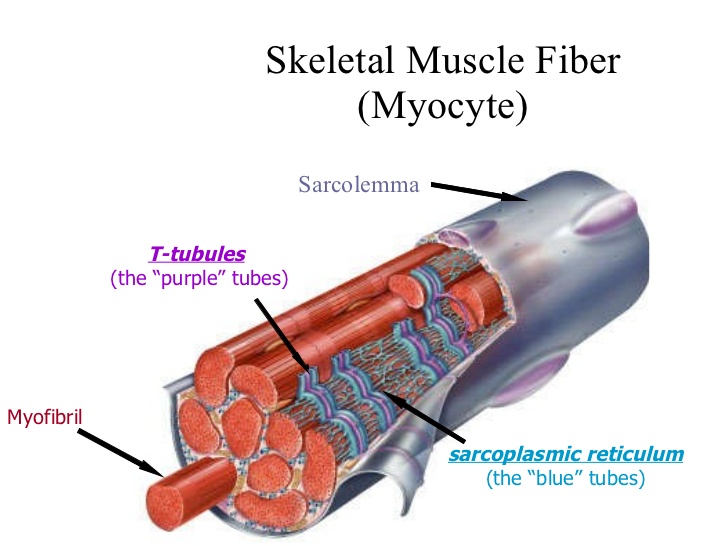 Skeletal Muscle Fiber
(Myocyte)
Sarcolemma
T-tubules
(the “purple” tubes)
Myofibril
sarcoplasmic reticulum
(the “blue” tubes)